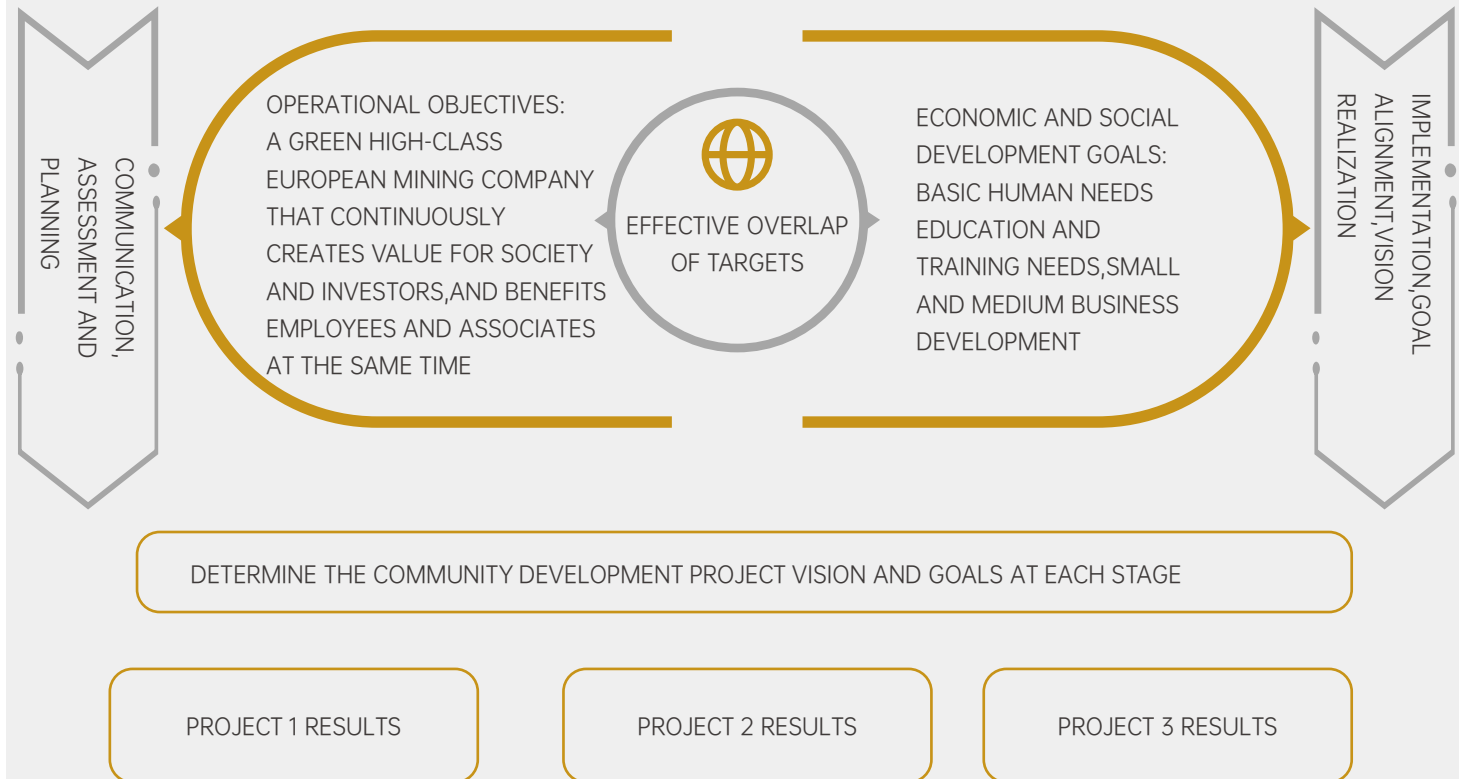 COMMUNICATION,
ASSESSMENT AND
PLANNING
OPERATIONAL OBJECTIVES:
A GREEN HIGH-CLASS
EUROPEAN MINING COMPANY
THAT CONTINUOUSLY
CREATES VALUE FOR SOCIETY
AND INVESTORS,AND BENEFITS
EMPLOYEES AND ASSOCIATES
AT THE SAME TIME
EFFECTIVE OVERLAP
OF TARGETS
ECONOMIC AND SOCIAL
DEVELOPMENT GOALS:
BASIC HUMAN NEEDS
EDUCATION AND
TRAINING NEEDS,SMALL
AND MEDIUM BUSINESS
DEVELOPMENT
IMPLEMENTATION,GOAL
ALIGNMENT,VISION
REALIZATION
DETERMINE THE COMMUNITY DEVELOPMENT PROJECT VISION AND GOALS AT EACH STAGE
PROJECT 1 RESULTS
PROJECT 2 RESULTS
PROJECT 3 RESULTS